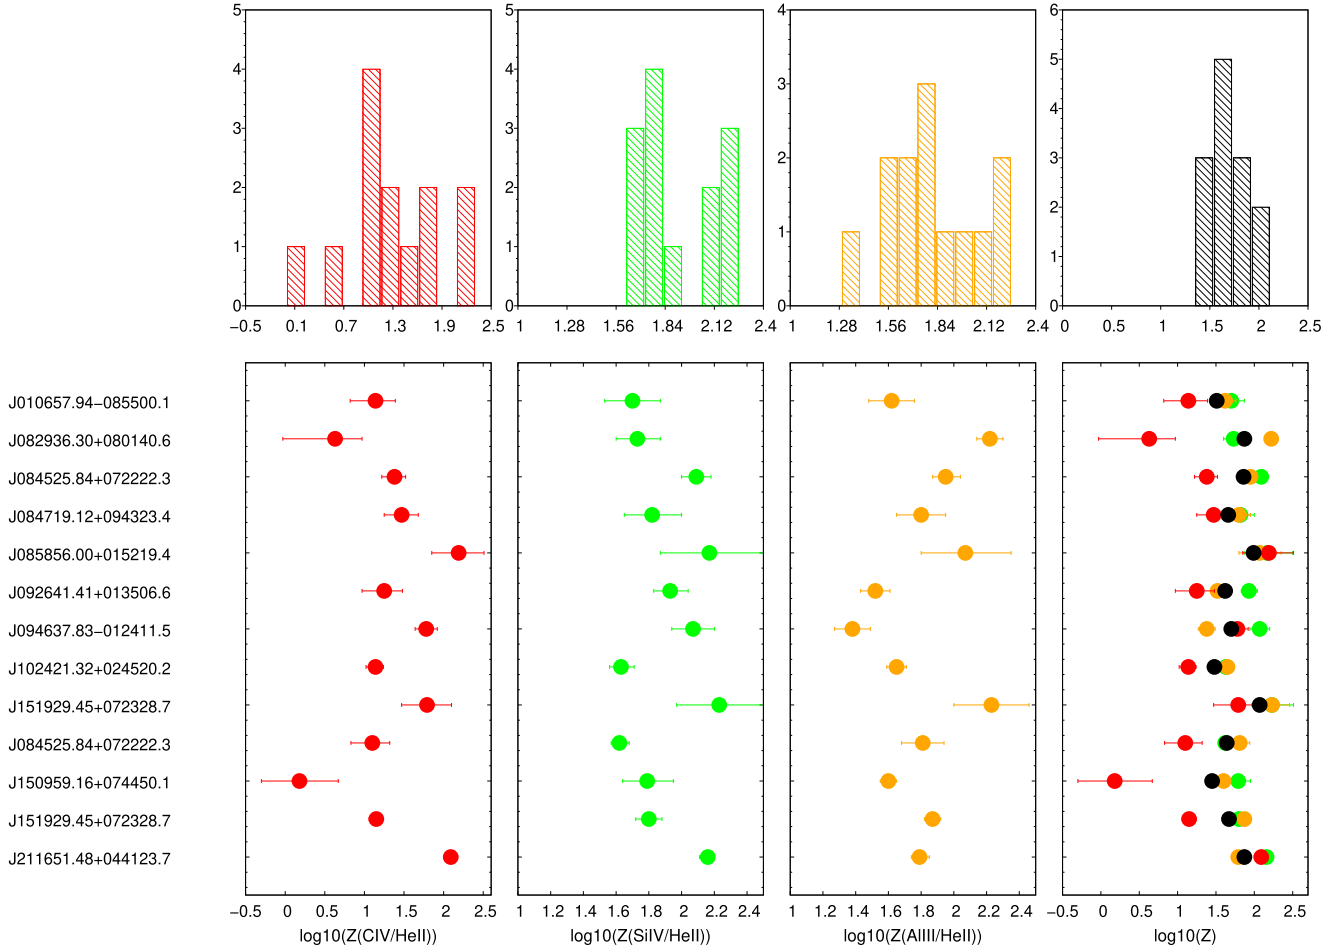 5 5 4 6
4 4 3 5
3 3 2 4
2 2 1 3
1 1 0 2
0 0 1
0
−0.5 0.1 0.7 1.3 1.9 2.5 1 1.28 1.56 1.84 2.12 2.4 1 1.28 1.56 1.84 2.12 2.4 0 0.5 1 1.5 2 2.5
J010657.94−085500.1
J082936.30+080140.6
J084525.84+072222.3
J084719.12+094323.4
J085856.00+015219.4
J092641.41+013506.6
J094637.83−012411.5
J102421.32+024520.2
J151929.45+072328.7
J084525.84+072222.3
J150959.16+074450.1
J151929.45+072328.7
J211651.48+044123.7
−0.5 0 0.5 1 1.5 2 2.5 1 1.2 1.4 1.6 1.8 2 2.2 2.4 1 1.2 1.4 1.6 1.8 2 2.2 2.4 −0.5 0 0.5 1 1.5 2 2.5
log10(Z(CIV/HeII)) log10(Z(SiIV/HeII)) log10(Z(AlIII/HeII)) log10(Z)